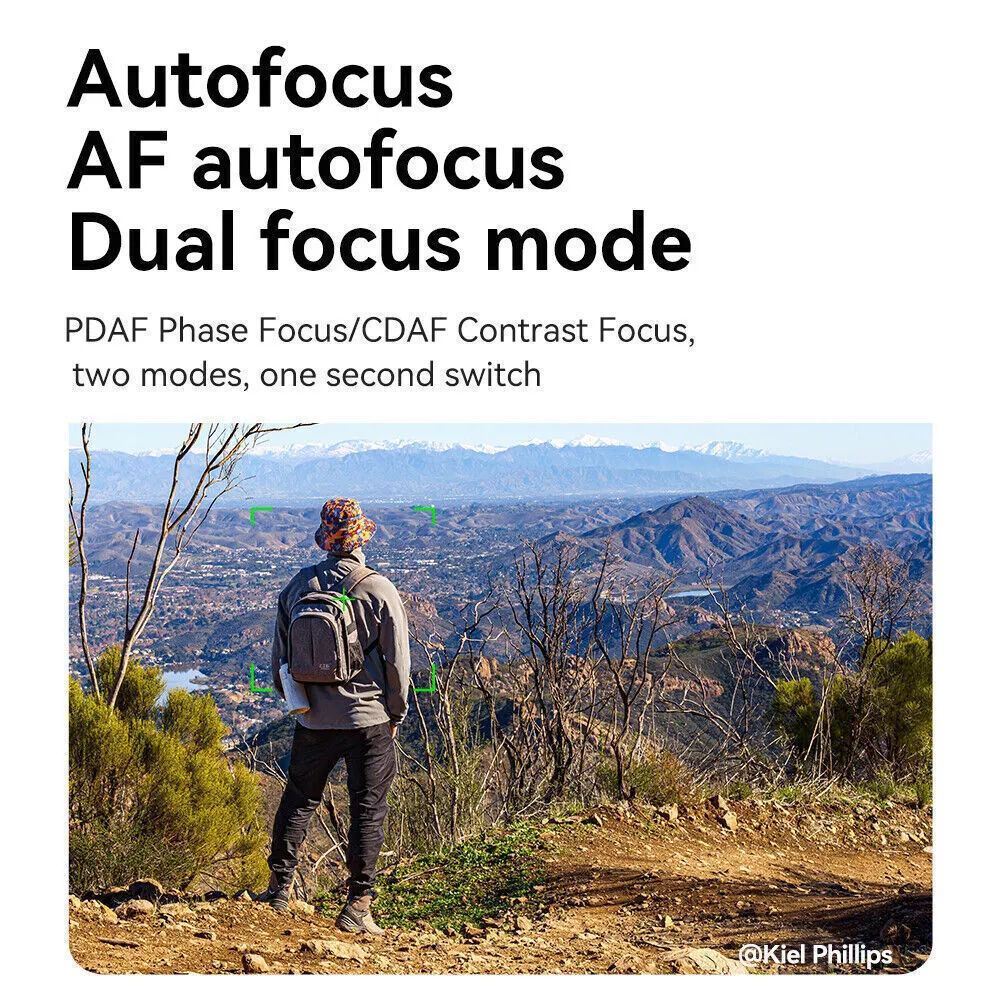 Autofocus
AF autofocus
Dual focus mode
PDAF Phase Focus/CDAF Contrast Focus,
two modes, one second switch
@Kiel Phillips